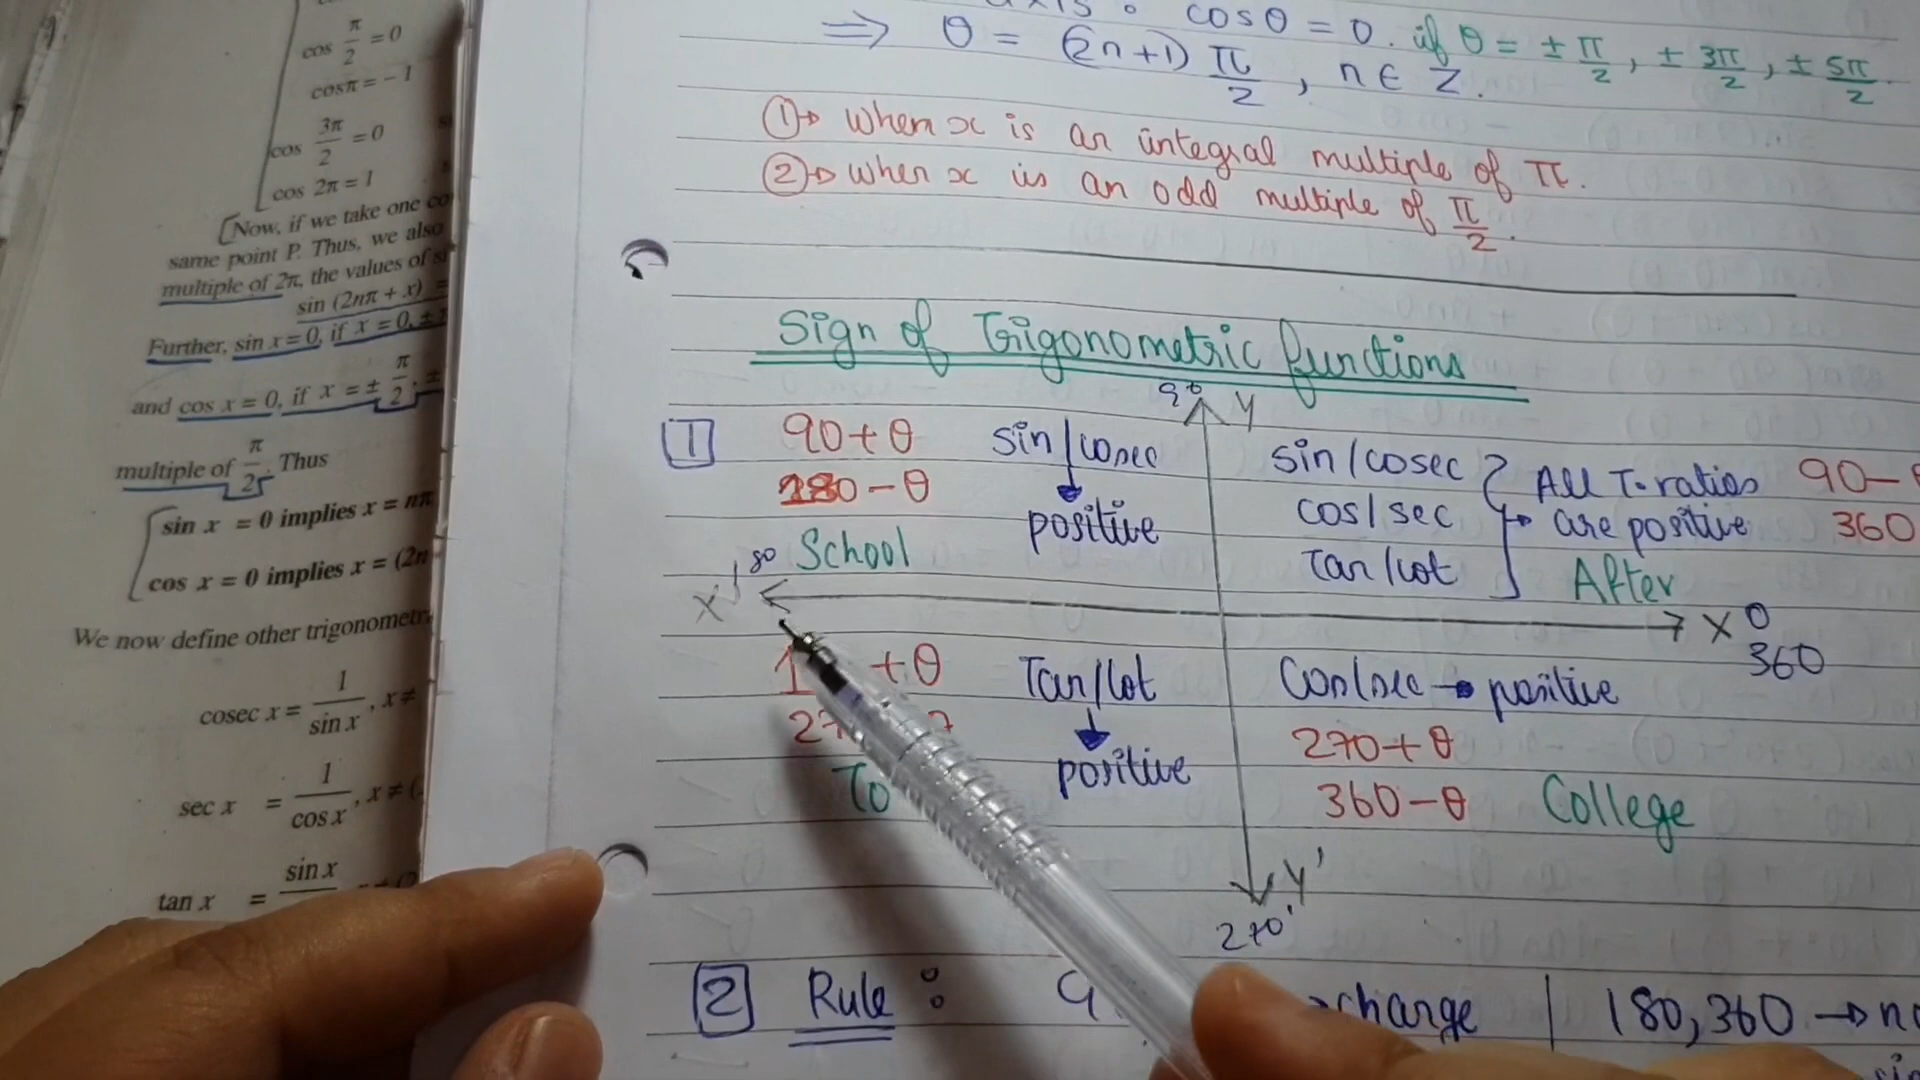 cos π/2 = 0
cosπ = − 1
cos 3π/2 = 0
cos 2π = 1
[Now, if we take one
same point P. Thus, we also
multiple of 2π, the values of
sin (2nπ + x) =
Further, sin x = 0, if x = 0, ±
and cos x = 0, if x = ± π/2, ±
multiple of π/2. Thus
sin x = 0 implies x = nπ
cos x = 0 implies x = (2n
We now define other trigonometr
cosec x = 1/sin x, x ≠
sec x = 1/cos x, x ≠ (
tan x = sin x
cosθ = 0. if θ = ± π/2, ± 3π/2, ± 5π/2.
⇒ θ = (2n+1) π/2, n ∈ Z.
① → When x is an integral multiple of π.
② → When x is an odd multiple of π/2.
Sign of Trigonometric functions
90 Y
1 90+θ sin/cosec sin/cosec All T-ratios 90-
180-θ positive cos/sec are positive 360
School Tan/cot After
X' 180 X 0
360
+θ Tan/cot Cos/sec → positive
positive 270+θ
To 360-θ College
Y'
270'
2 Rule : change | 180, 360 →